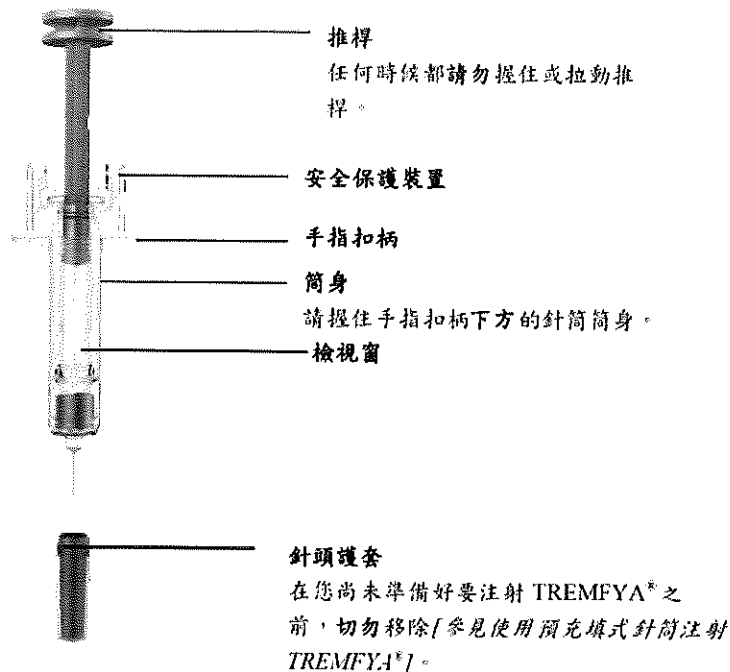 推桿
任何時候都請勿握住或拉動推
桿。
安全保護裝置
手指扣柄
筒身
請握住手指扣柄下方的針筒筒身。
檢視窗
針頭護套
在您尚未準備好要注射 TREMFYA® 之
前，切勿移除[參見使用預充填式針筒注射
TREMFYA®]。